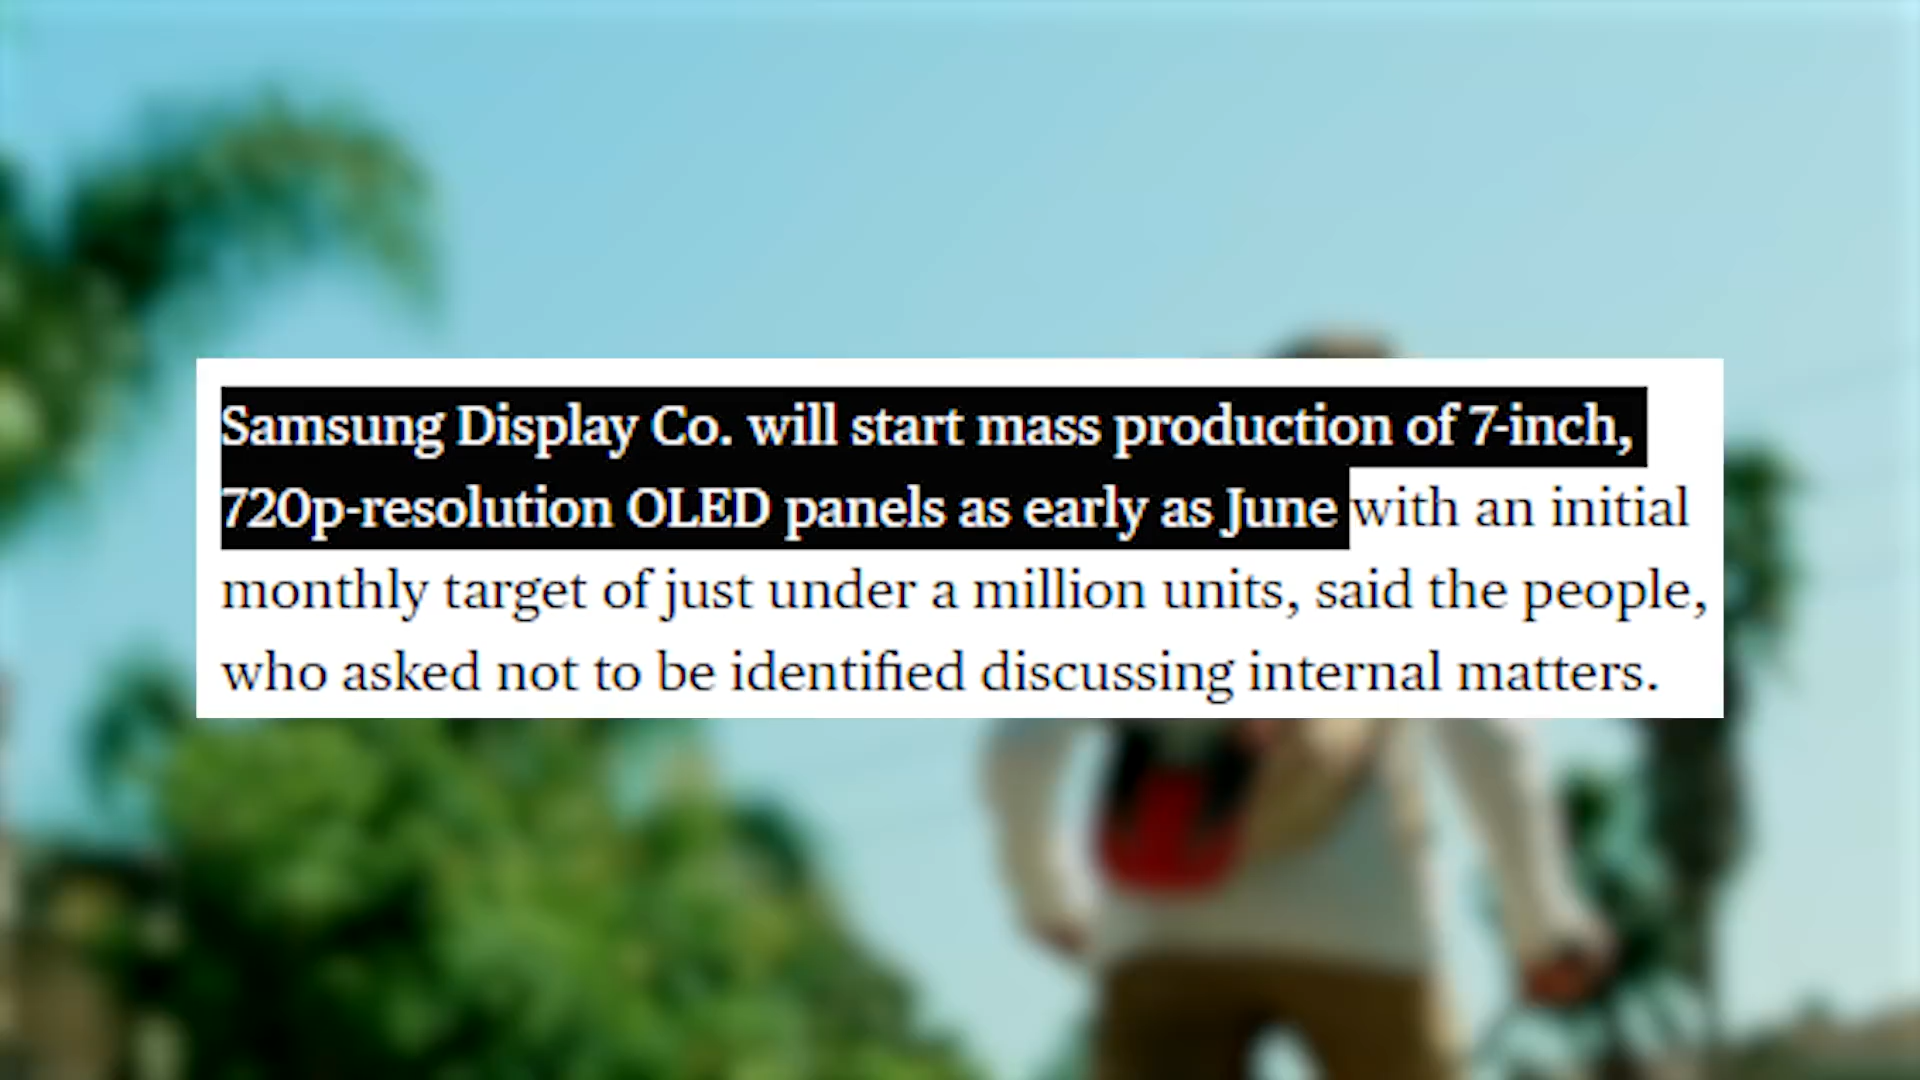 Samsung Display Co. will start mass production of 7-inch,
720p-resolution OLED panels as early as June with an initial
monthly target of just under a million units, said the people,
who asked not to be identified discussing internal matters.